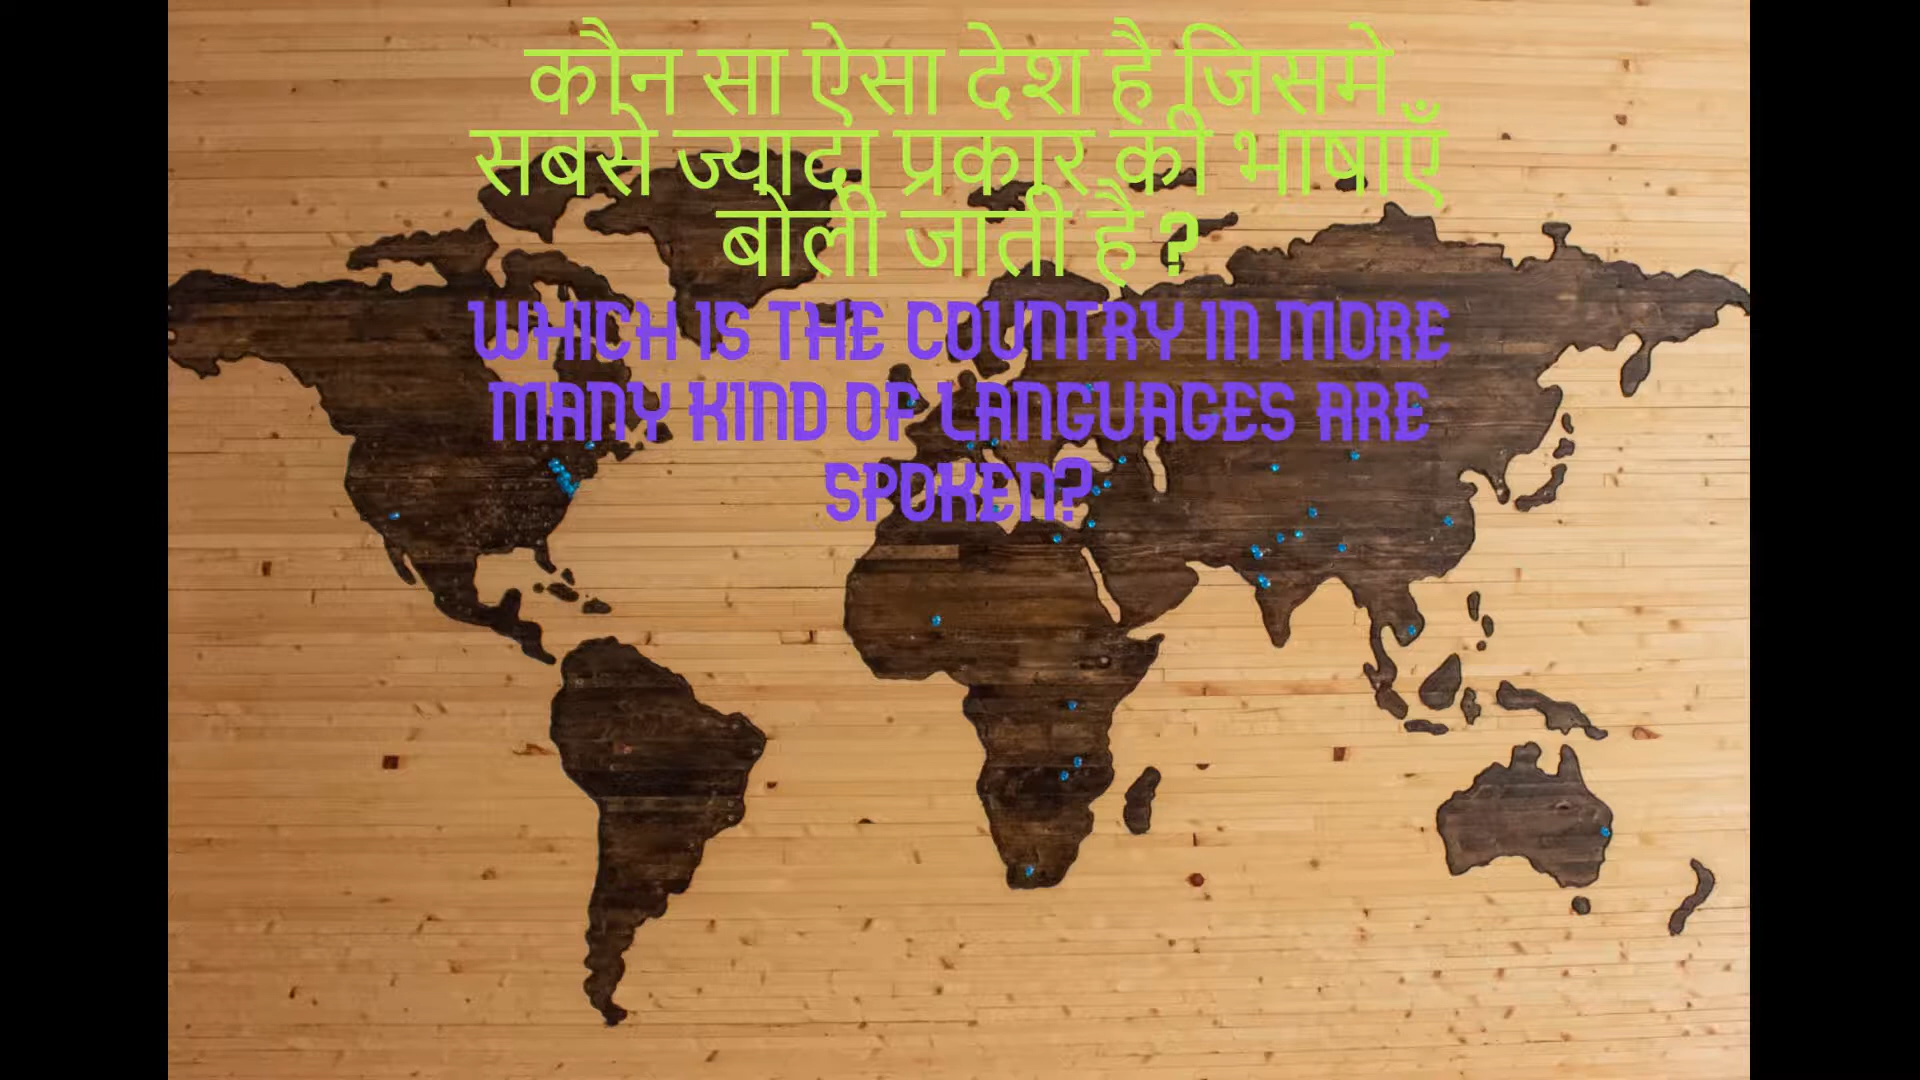 कौन सा ऐसा देश है जिसमे
सबसे ज्यादा प्रकार की भाषाएँ
बोली जाती है ?
WHICH IS THE COUNTRY IN MORE
MANY KIND OF LANGUAGES ARE
SPOKEN?